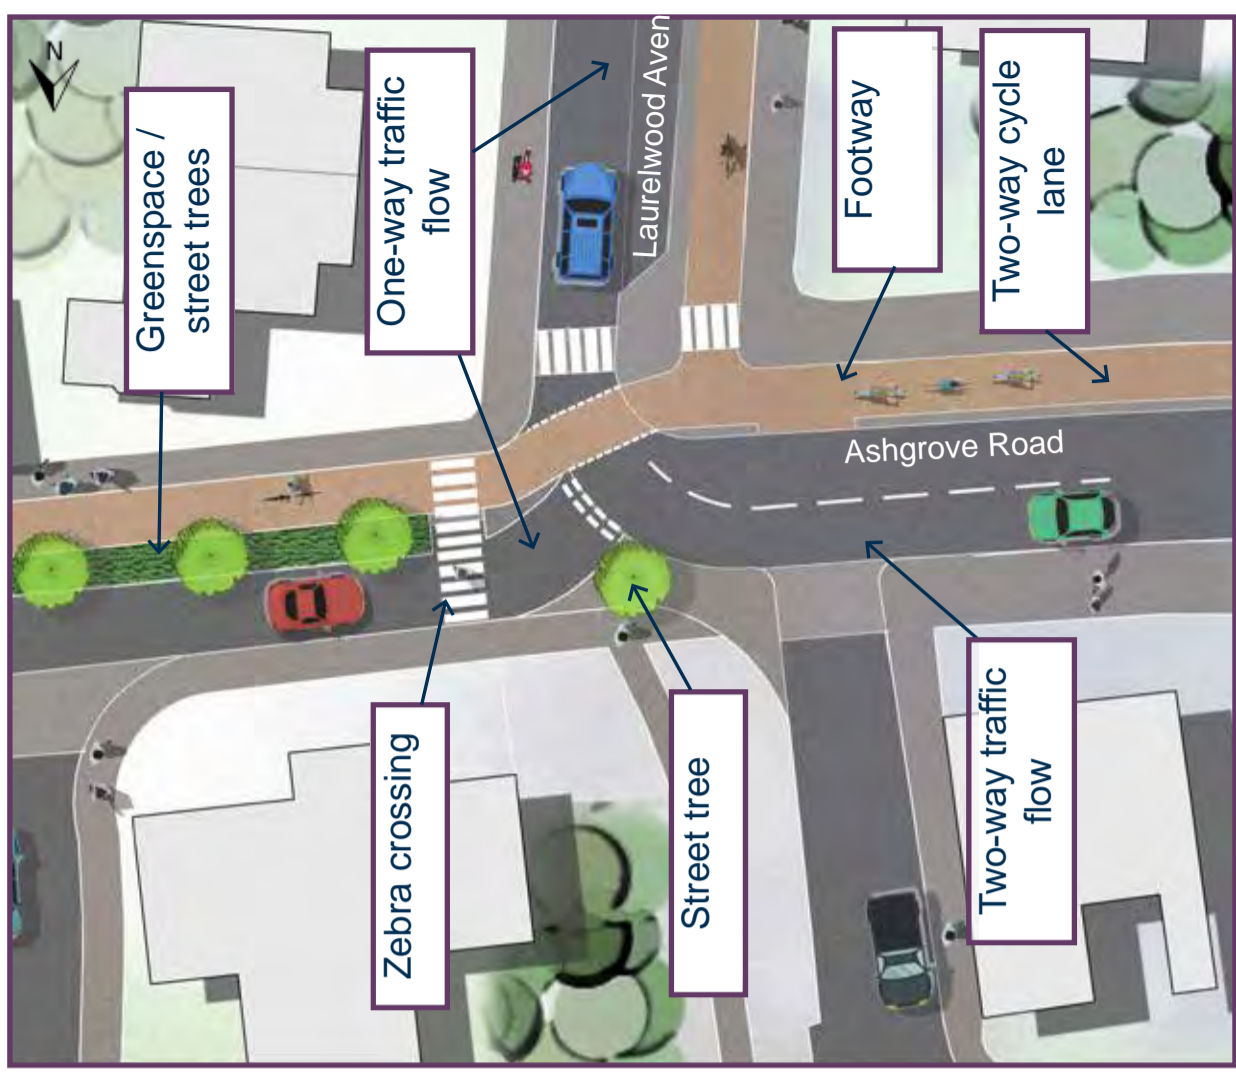 N
Greenspace /
street trees
One-way traffic
flow
Laurelwood Aven
Footway
Two-way cycle
lane
Ashgrove Road
Zebra crossing
Street tree
Two-way traffic
flow